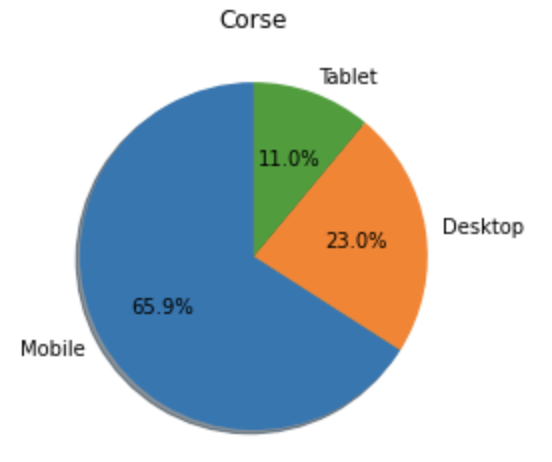 Corse
Tablet
11.0%
Desktop
23.0%
65.9%
Mobile